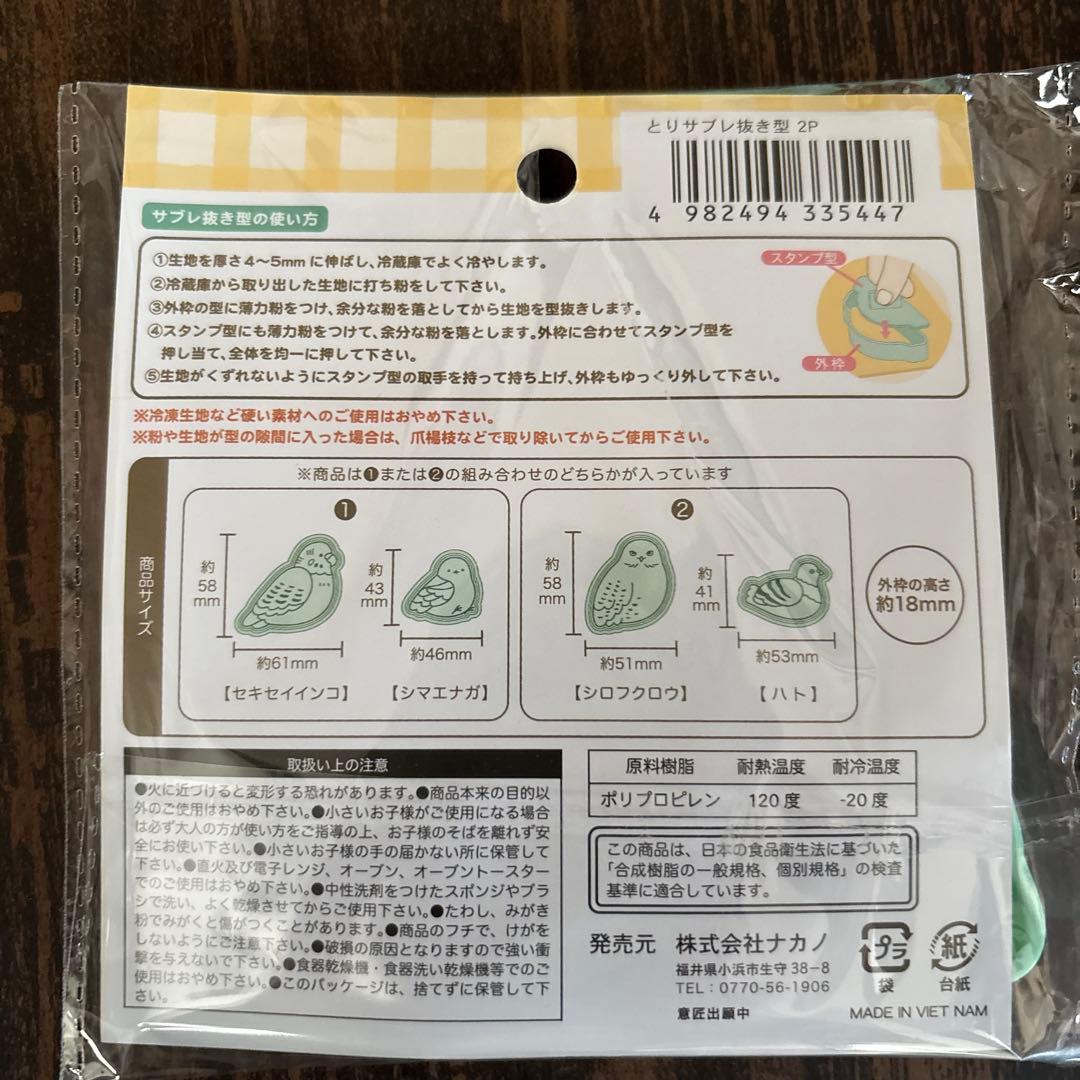 とりサブレ抜き型 2P
4 982494 335447
サブレ抜き型の使い方
①生地を厚さ4〜5mm に伸ばし、冷蔵庫でよく冷やします。
②冷蔵庫から取り出した生地に打ち粉をして下さい。
③外枠の型に薄力粉をつけ、余分な粉を落としてから生地を型抜きします。
④スタンプ型にも薄力粉をつけて、余分な粉を落とします。外枠に合わせてスタンプ型を
押し当て、全体を均一に押して下さい。
⑤生地がくずれないようにスタンプ型の取手を持って持ち上げ、外枠もゆっくり外して下さい。
スタンプ型
外枠
※冷凍生地など硬い素材へのご使用はおやめ下さい。
※粉や生地が型の隙間に入った場合は、爪楊枝などで取り除いてからご使用下さい。
商品サイズ
※商品は❶または❷の組み合わせのどちらかが入っています
❶
約
58
mm
約61mm
【セキセイインコ】
約
43
mm
約46mm
【シマエナガ】
❷
約
58
mm
約51mm
【シロフクロウ】
約
41
mm
約53mm
【ハト】
外枠の高さ
約18mm
取扱い上の注意
●火に近づけると変形する恐れがあります。●商品本来の目的以
外のご使用はおやめ下さい。●小さいお子様がご使用になる場合
は必ず大人の方が使い方をご指導の上、お子様のそばを離れず安
全にお使い下さい。●小さいお子様の手の届かない所に保管して
下さい。●直火及び電子レンジ、オーブン、オーブントースター
でのご使用はおやめ下さい。●中性洗剤をつけたスポンジやブラ
シで洗い、よく乾燥させてからご使用下さい。●たわし、みがき
粉でみがくと傷がつくことがあります。●商品のフチで、けがを
しないようにご注意下さい。●破損の原因となりますので強い衝
撃を与えないで下さい。●食器乾燥機・食器洗い乾燥機等でのご
使用はおやめ下さい。●このパッケージは、捨てずに保管して下
さい。
原料樹脂 耐熱温度 耐冷温度
ポリプロピレン 120 度 -20 度
この商品は、日本の食品衛生法に基づいた
「合成樹脂の一般規格、個別規格」の検査
基準に適合しています。
発売元 株式会社ナカノ
福井県小浜市生守 38−8
TEL：0770-56-1906
意匠出願中
プラ
袋
紙
台紙
MADE IN VIET NAM